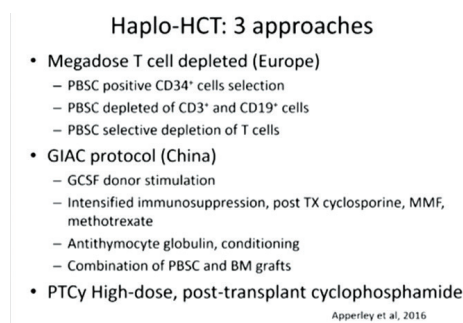 Haplo-HCT: 3 approaches
• Megadose T cell depleted (Europe)
– PBSC positive CD34⁺ cells selection
– PBSC depleted of CD3⁺ and CD19⁺ cells
– PBSC selective depletion of T cells
• GIAC protocol (China)
– GCSF donor stimulation
– Intensified immunosuppression, post TX cyclosporine, MMF,
methotrexate
– Antithymocyte globulin, conditioning
– Combination of PBSC and BM grafts
• PTCy High-dose, post-transplant cyclophosphamide
Apperley et al, 2016